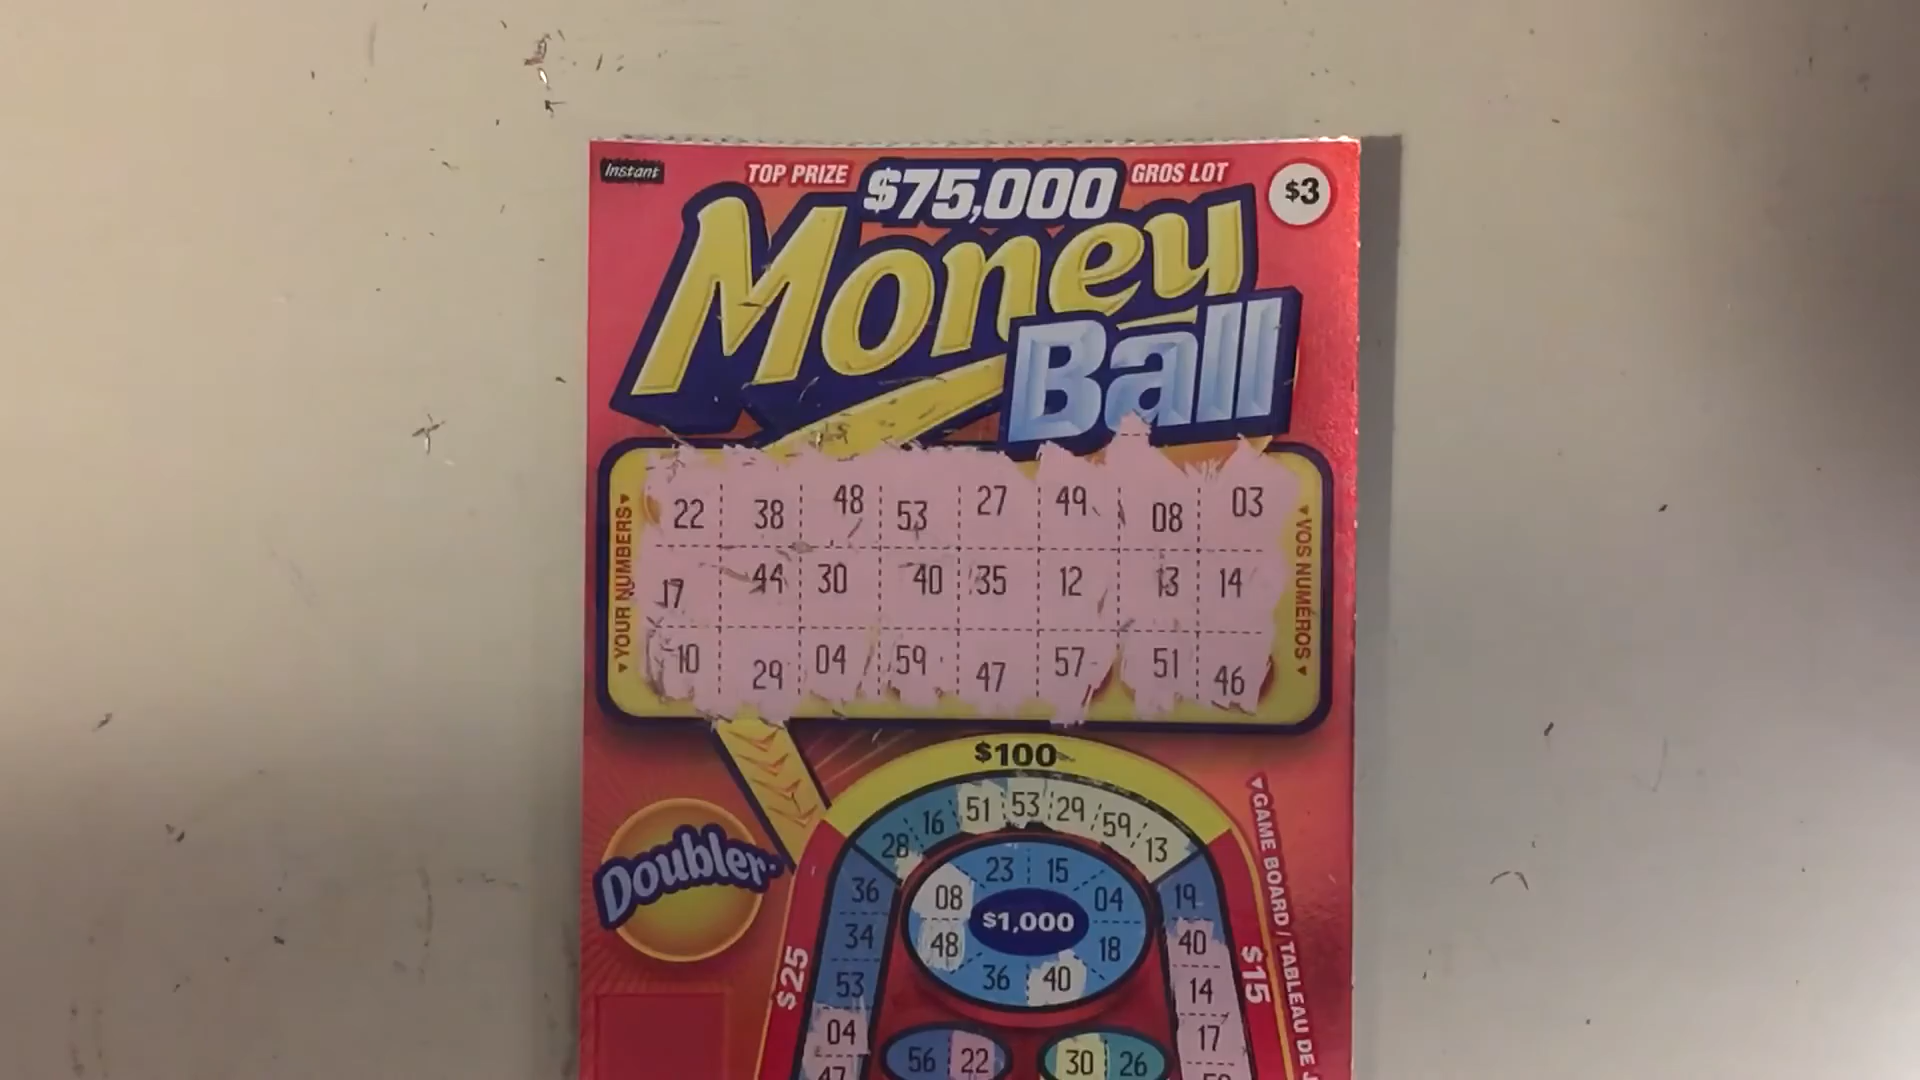 Instant
TOP PRIZE $75,000 GROS LOT
$3
Money
Ball
YOUR NUMBERS
22 38 48 53 27 49 08 03
17 44 30 40 35 12 13 14
10 29 04 59 47 57 51 46
VOS NUMÉROS
$100
28 16 51 53 29 59 13
Doubler
$25
36
34
53
04
47
23 15
08 04
$1,000
48 18
36 40
19
40
14
17
$15
56 22
30 26
GAME BOARD / TABLEAU DE